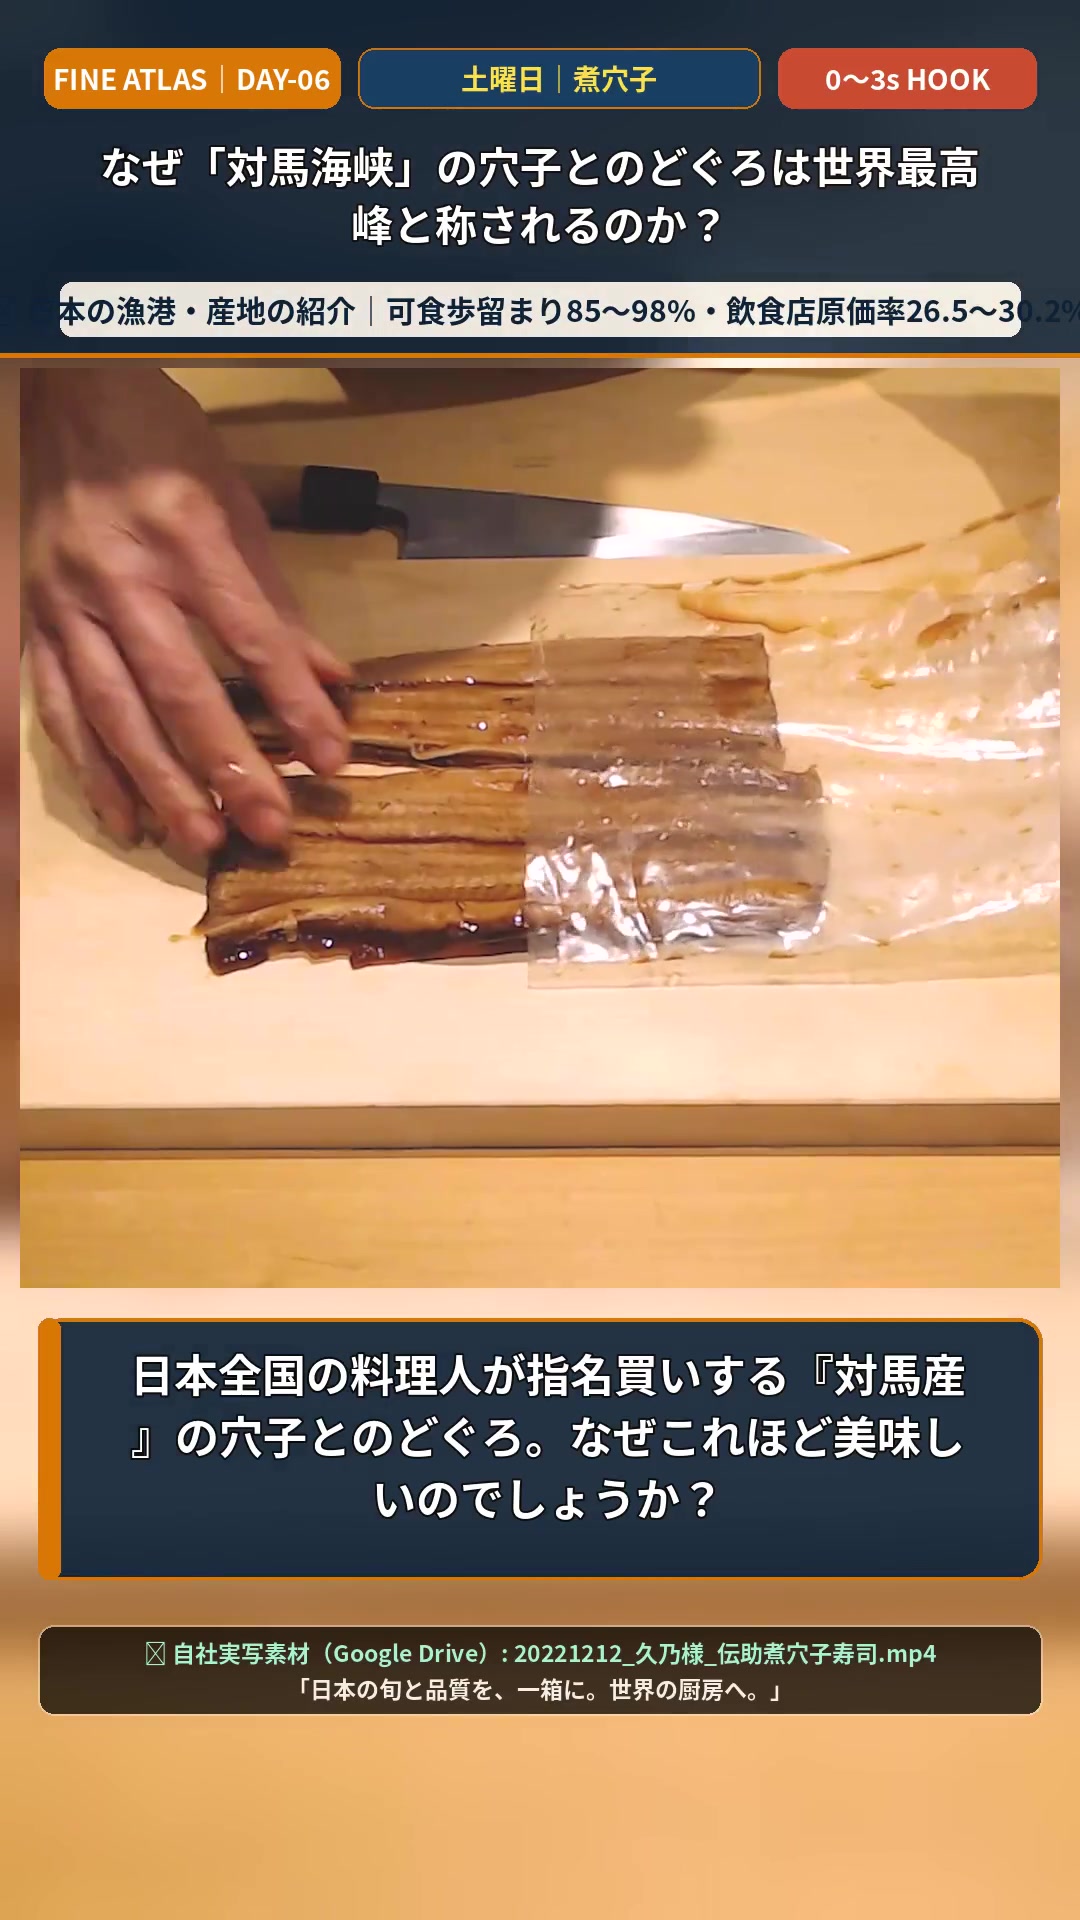 FINE ATLAS｜DAY-06
土曜日｜煮穴子
0〜3s HOOK
なぜ「対馬海峡」の穴子とのどぐろは世界最高
峰と称されるのか？
本の漁港・産地の紹介｜可食歩留まり85〜98%・飲食店原価率26.5〜30.2%
日本全国の料理人が指名買いする『対馬産
』の穴子とのどぐろ。なぜこれほど美味し
いのでしょうか？
自社実写素材（Google Drive）: 20221212_久乃様_伝助煮穴子寿司.mp4
「日本の旬と品質を、一箱に。世界の厨房へ。」